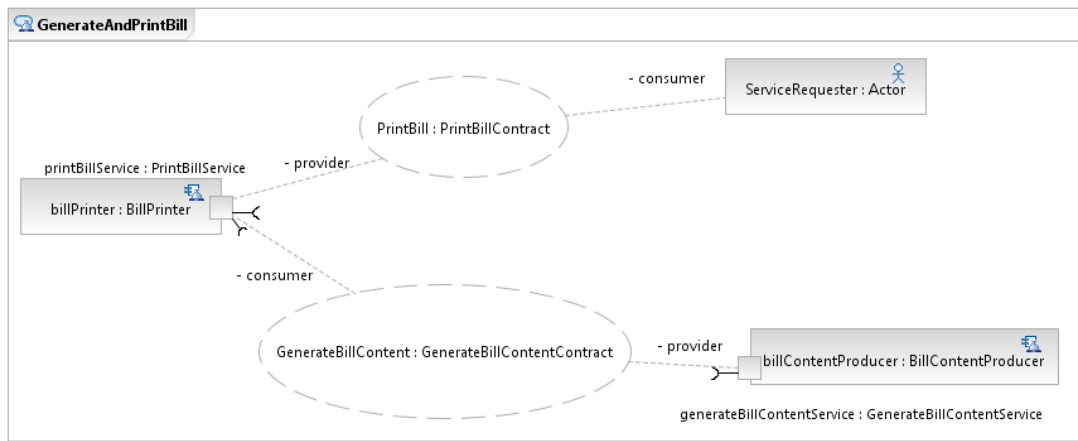 GenerateAndPrintBill
- consumer
ServiceRequester : Actor
PrintBill : PrintBillContract
- provider
printBillService : PrintBillService
billPrinter : BillPrinter
- consumer
GenerateBillContent : GenerateBillContentContract
- provider
billContentProducer : BillContentProducer
generateBillContentService : GenerateBillContentService